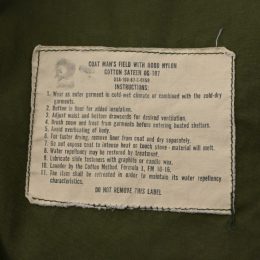 COAT MAN'S FIELD WITH HOOD NYLON
COTTON SATEEN OG 107
INSTRUCTIONS
1. Wear as outer garment in cold-wet climate or combined with the cold-dry
garments.
2. Button in liner for added insulation.
3. Adjust waist and bottom drawcords for desired ventilation.
4. Brush snow and frost from garments before entering heated shelters.
5. Avoid overheating of body.
6. For faster drying, remove liner from coat and dry separately.
7. Do not expose coat to intense heat or touch stove - material will melt.
8. Water repellency may be restored by treatment.
9. Lubricate slide fasteners with graphite or candle wax.
10. Launder by the Cotton Method, Formula 3, FM 10-16.
11. The item shall be retreated in order to maintain its water repellency
characteristics.
DO NOT REMOVE THIS LABEL